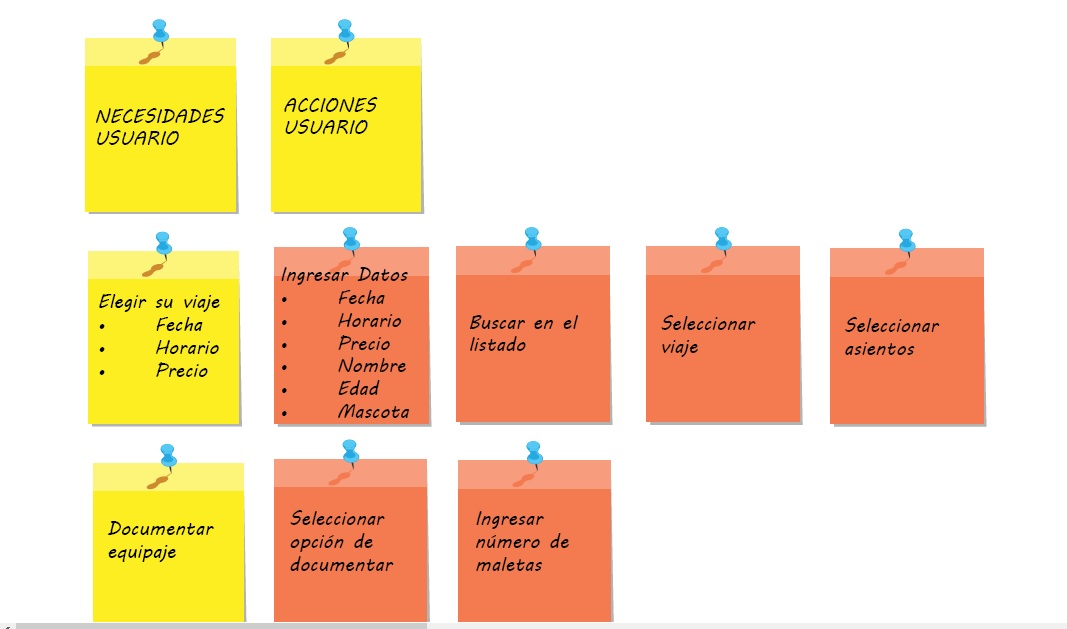 NECESIDADES
USUARIO
ACCIONES
USUARIO
Elegir su viaje
• Fecha
• Horario
• Precio
Ingresar Datos
• Fecha
• Horario
• Precio
• Nombre
• Edad
• Mascota
Buscar en el
listado
Seleccionar
viaje
Seleccionar
asientos
Documentar
equipaje
Seleccionar
opción de
documentar
Ingresar
número de
maletas